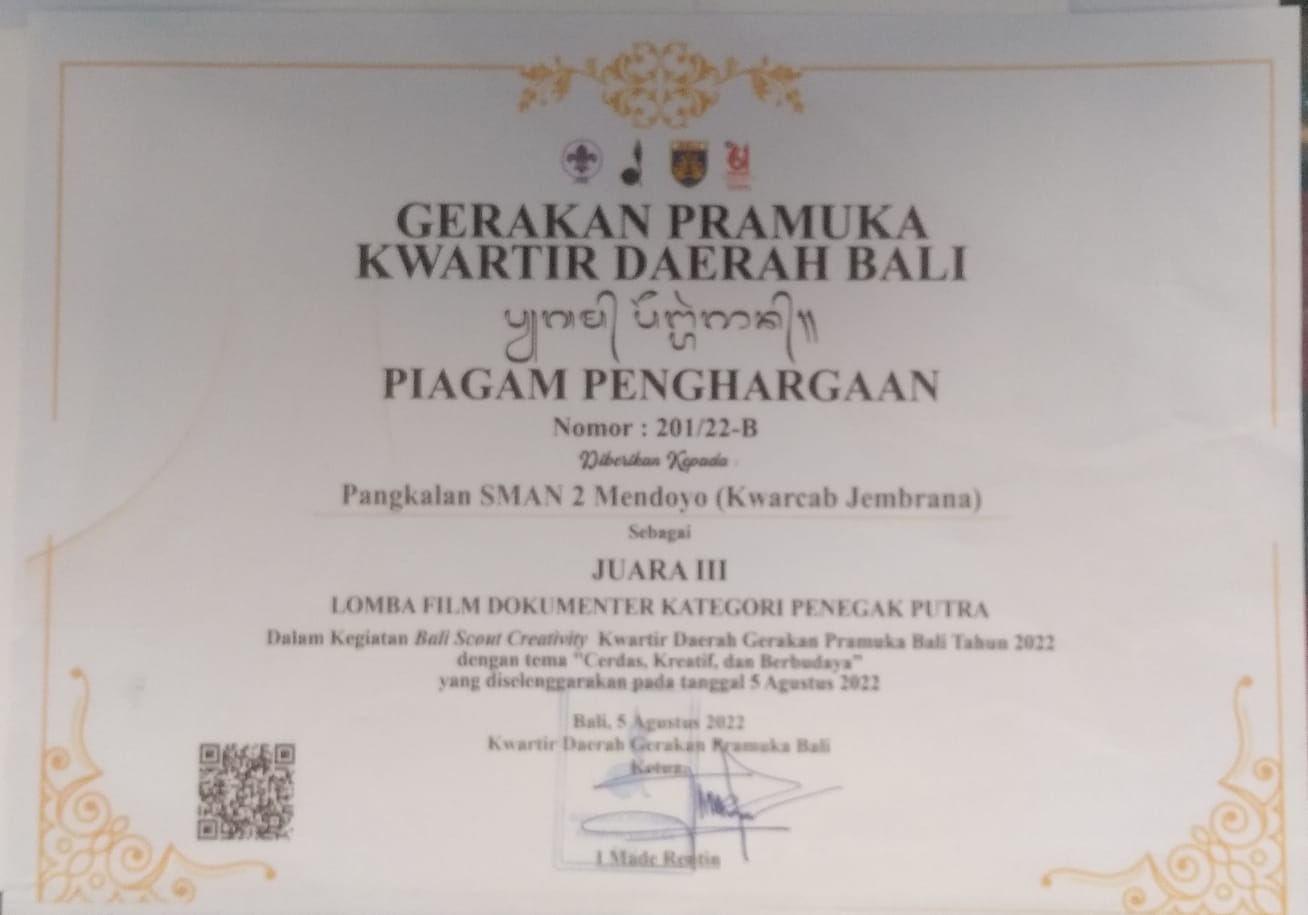 GERAKAN PRAMUKA
KWARTIR DAERAH BALI
PIAGAM PENGHARGAAN
Nomor : 201/22-B
Diberikan Kepada :
Pangkalan SMAN 2 Mendoyo (Kwarcab Jembrana)
Sebagai
JUARA III
LOMBA FILM DOKUMENTER KATEGORI PENEGAK PUTRA
Dalam Kegiatan Bali Scout Creativity Kwartir Daerah Gerakan Pramuka Bali Tahun 2022
dengan tema "Cerdas, Kreatif, dan Berbudaya"
yang diselenggarakan pada tanggal 5 Agustus 2022
Bali, 5 Agustus 2022
Kwartir Daerah Gerakan Pramuka Bali
Ketua
I Made Rentin